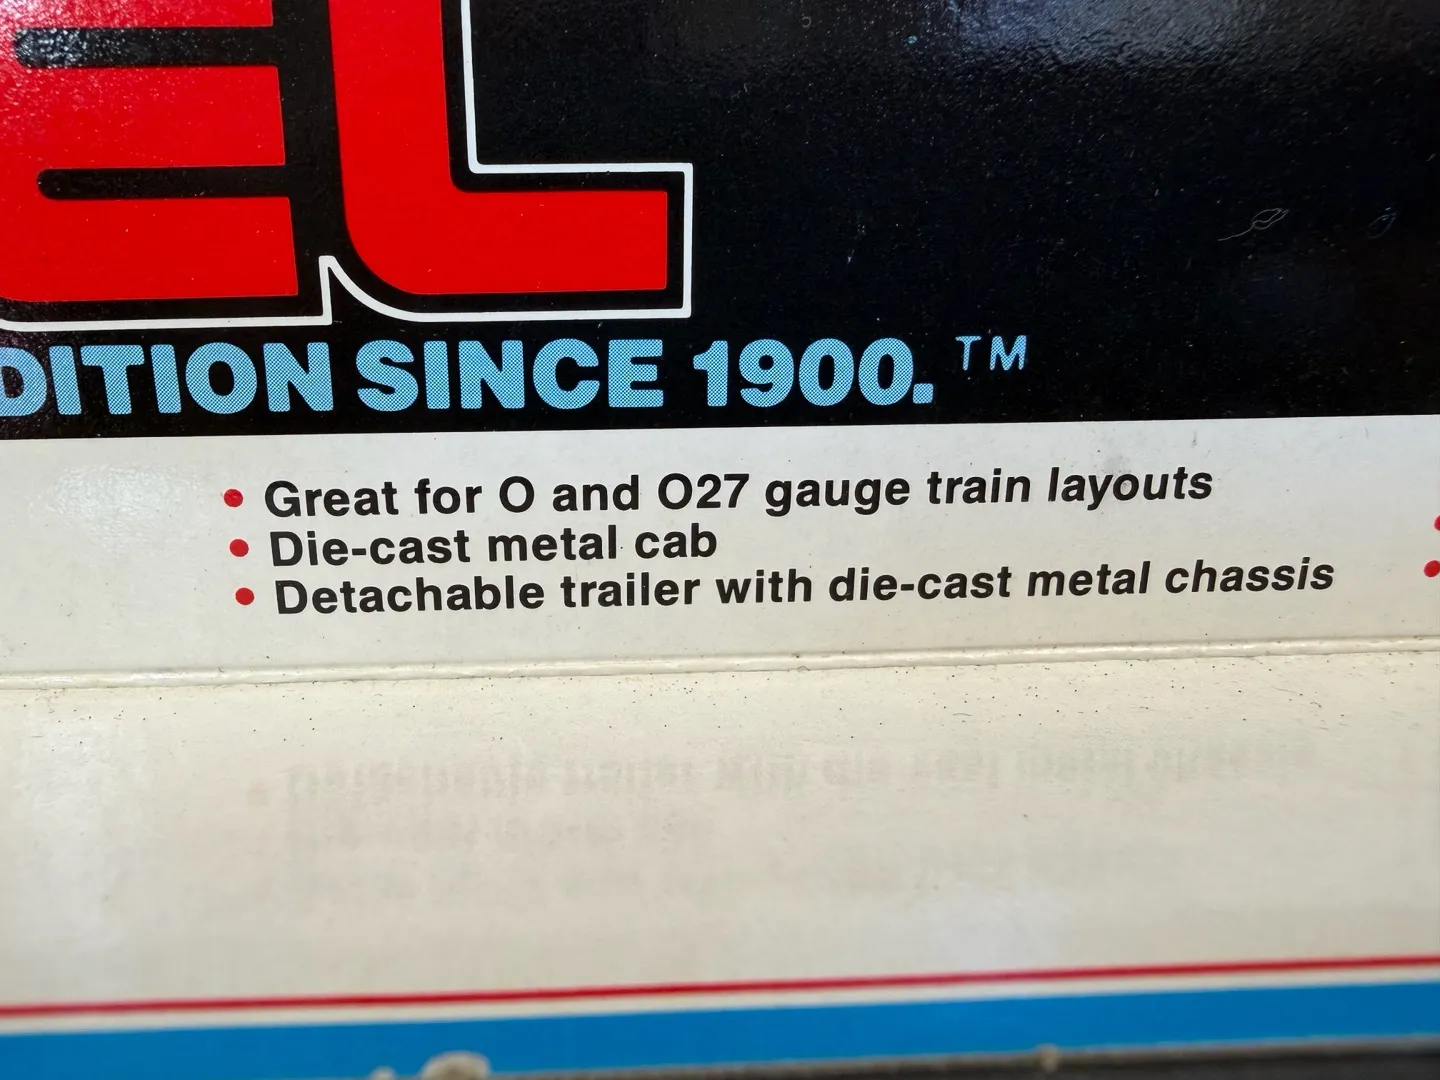 EL
DITION SINCE 1900.™
• Great for O and O27 gauge train layouts
• Die-cast metal cab
• Detachable trailer with die-cast metal chassis